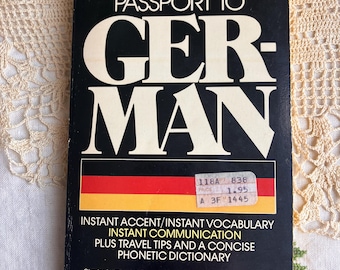 PASSPORT TO
GER-
MAN
118A 836
1.95
A 3F 1445
INSTANT ACCENT/INSTANT VOCABULARY
INSTANT COMMUNICATION
PLUS TRAVEL TIPS AND A CONCISE
PHONETIC DICTIONARY